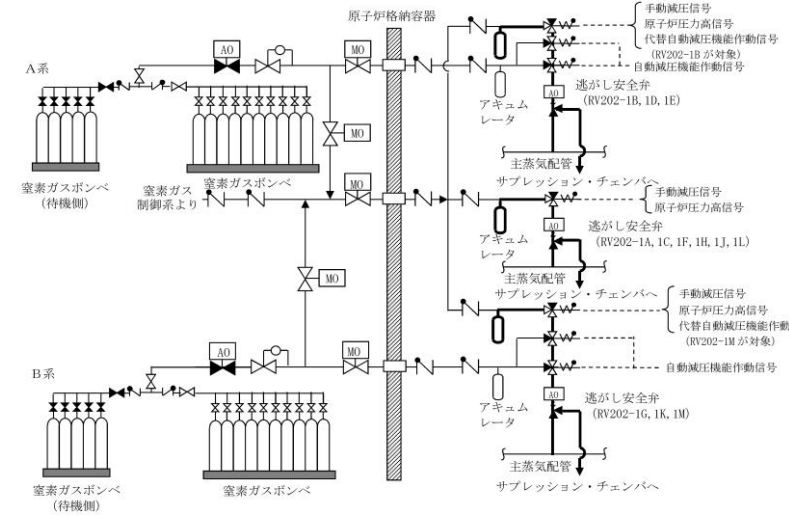 原子炉格納容器
手動減圧信号
原子炉圧力高信号
代替自動減圧機能作動信号
(RV202-1Bが対象)
自動減圧機能作動信号
AO
MO
A系
逃がし安全弁
(RV202-1B, 1D, 1E)
AO
アキュム
レータ
MO
主蒸気配管
サプレッション・チェンバへ
窒素ガスボンベ
(待機側)
窒素ガスボンベ
窒素ガス
制御系より
MO
手動減圧信号
原子炉圧力高信号
逃がし安全弁
(RV202-1A, 1C, 1F, 1H, 1J, 1L)
AO
アキュム
レータ
主蒸気配管
サプレッション・チェンバへ
MO
手動減圧信号
原子炉圧力高信号
代替自動減圧機能作動
(RV202-1Mが対象)
自動減圧機能作動信号
AO
MO
B系
逃がし安全弁
(RV202-1G, 1K, 1M)
AO
アキュム
レータ
主蒸気配管
サプレッション・チェンバへ
窒素ガスボンベ
(待機側)
窒素ガスボンベ